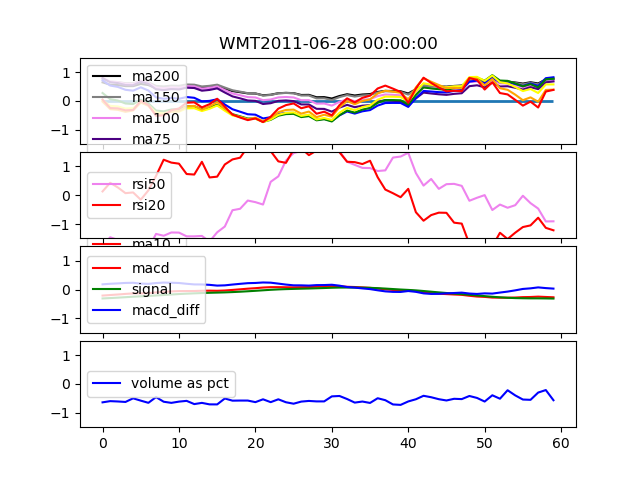 WMT2011-06-28 00:00:00
1
0
−1
ma200
ma150
ma100
ma75
1
0
−1
rsi50
rsi20
ma10
1
0
−1
macd
signal
macd_diff
1
0
−1
volume as pct
0 10 20 30 40 50 60